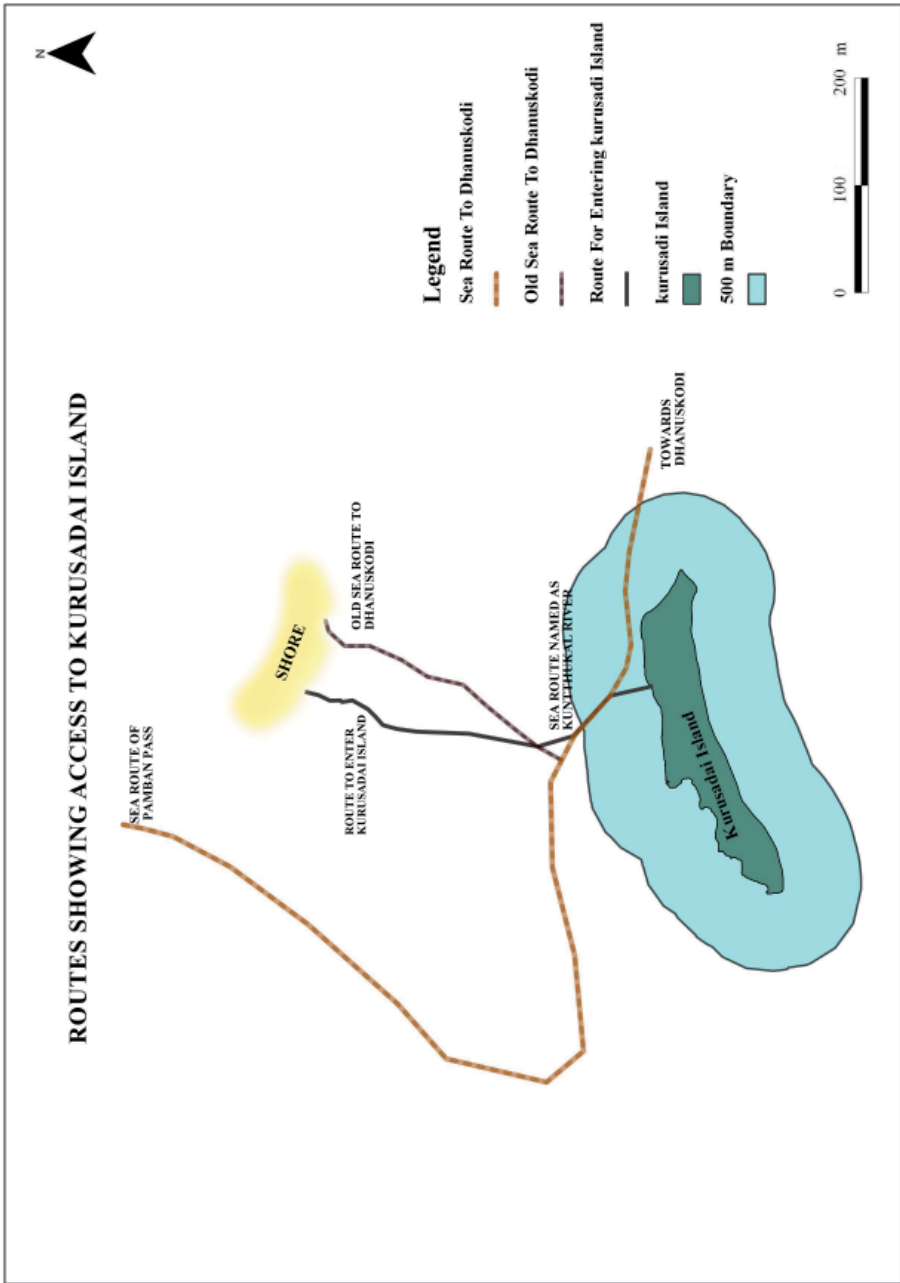 ROUTES SHOWING ACCESS TO KURUSADAI ISLAND
N
SEA ROUTE OF
PAMBAN PASS
SHORE
OLD SEA ROUTE TO
DHANUSKODI
ROUTE TO ENTER
KURUSADAI ISLAND
SEA ROUTE NAMED AS
KUNTTHUKAL RIVER
TOWARDS
DHANUSKODI
Kurusadai Island
Legend
Sea Route To Dhanuskodi
Old Sea Route To Dhanuskodi
Route For Entering kurusadi Island
kurusadi Island
500 m Boundary
0 100 200 m